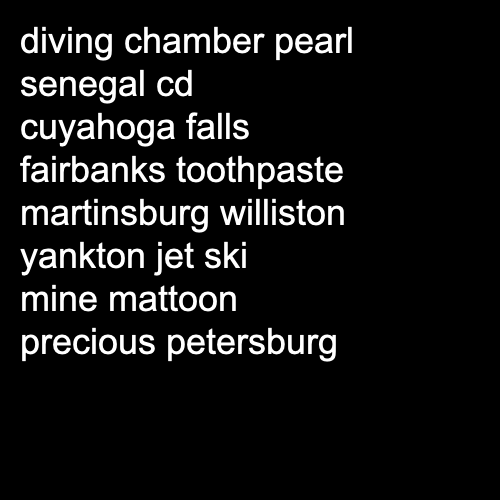 diving chamber pearl
senegal cd
cuyahoga falls
fairbanks toothpaste
martinsburg williston
yankton jet ski
mine mattoon
precious petersburg